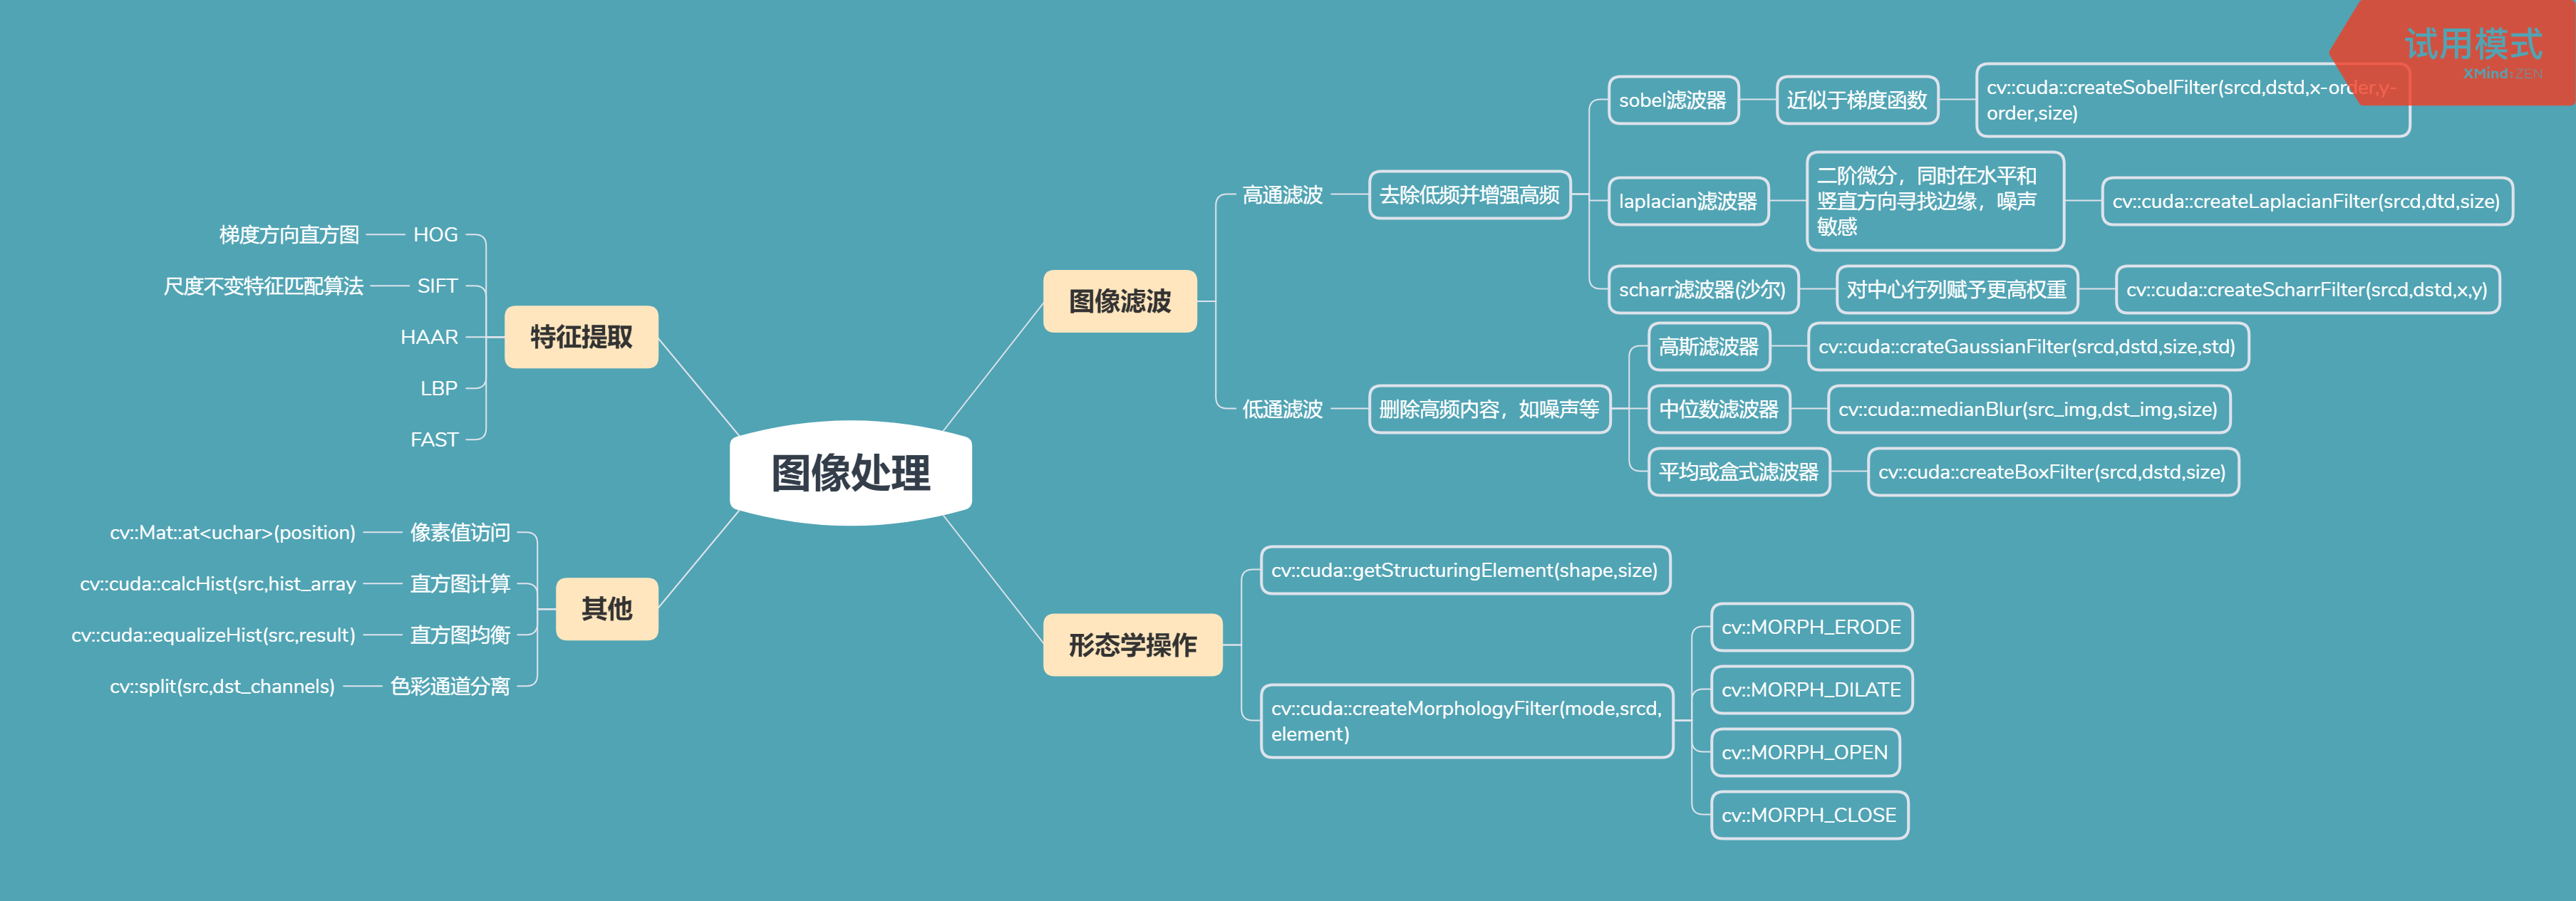 试用模式
XMind:ZEN
图像处理
图像滤波
高通滤波
去除低频并增强高频
sobel滤波器
近似于梯度函数
cv::cuda::createSobelFilter(srcd,dstd,x-order,y-
order,size)
laplacian滤波器
二阶微分，同时在水平和
竖直方向寻找边缘，噪声
敏感
cv::cuda::createLaplacianFilter(srcd,dtd,size)
scharr滤波器(沙尔)
对中心行列赋予更高权重
cv::cuda::createScharrFilter(srcd,dstd,x,y)
低通滤波
删除高频内容，如噪声等
高斯滤波器
cv::cuda::crateGaussianFilter(srcd,dstd,size,std)
中位数滤波器
cv::cuda::medianBlur(src_img,dst_img,size)
平均或盒式滤波器
cv::cuda::createBoxFilter(srcd,dstd,size)
形态学操作
cv::cuda::getStructuringElement(shape,size)
cv::cuda::createMorphologyFilter(mode,srcd,
element)
cv::MORPH_ERODE
cv::MORPH_DILATE
cv::MORPH_OPEN
cv::MORPH_CLOSE
特征提取
HOG
梯度方向直方图
SIFT
尺度不变特征匹配算法
HAAR
LBP
FAST
其他
像素值访问
cv::Mat::at<uchar>(position)
直方图计算
cv::cuda::calcHist(src,hist_array
直方图均衡
cv::cuda::equalizeHist(src,result)
色彩通道分离
cv::split(src,dst_channels)